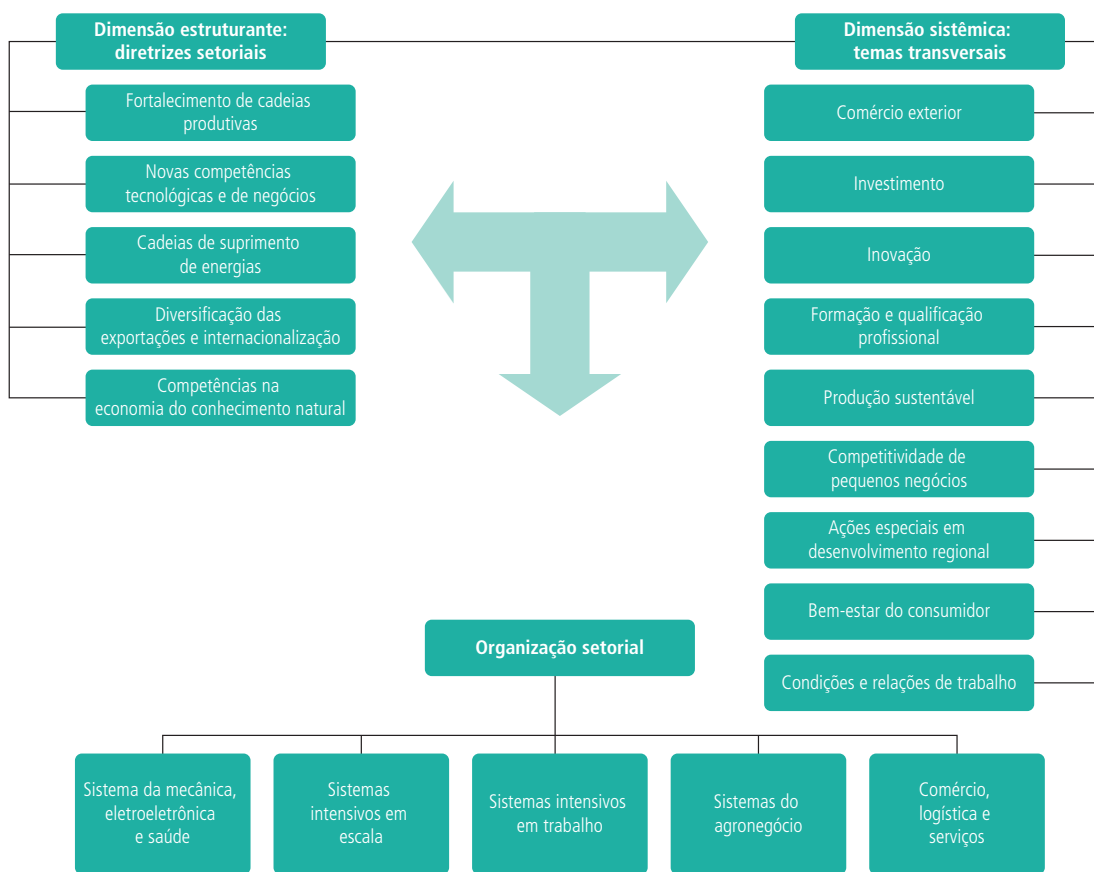 Dimensão estruturante:
diretrizes setoriais
Fortalecimento de cadeias
produtivas
Novas competências
tecnológicas e de negócios
Cadeias de suprimento
de energias
Diversificação das
exportações e internacionalização
Competências na
economia do conhecimento natural
Dimensão sistêmica:
temas transversais
Comércio exterior
Investimento
Inovação
Formação e qualificação
profissional
Produção sustentável
Competitividade de
pequenos negócios
Ações especiais em
desenvolvimento regional
Bem-estar do consumidor
Condições e relações de trabalho
Organização setorial
Sistema da mecânica,
eletroeletrônica
e saúde
Sistemas
intensivos em
escala
Sistemas intensivos
em trabalho
Sistemas do
agronegócio
Comércio,
logística e
serviços